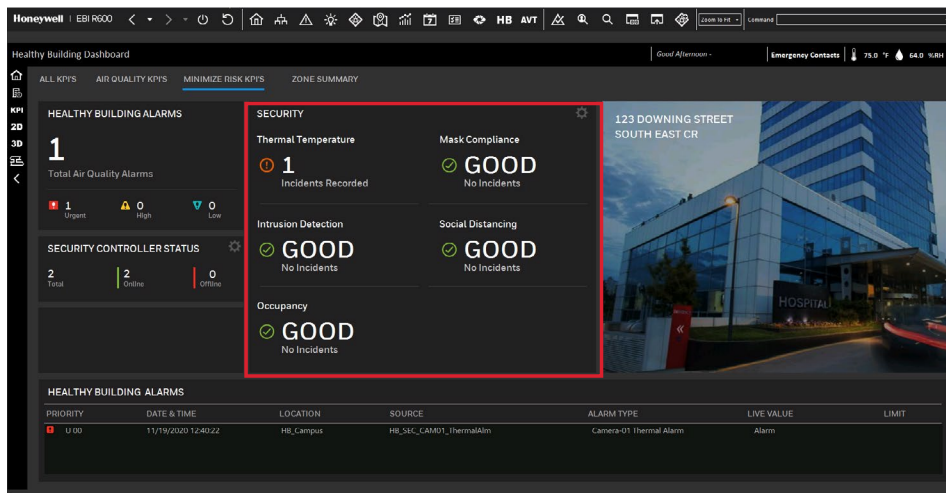 Honeywell | EBI R600
HB AVT
Zoom to Fit
Command
Healthy Building Dashboard
Good Afternoon -
Emergency Contacts
75.0 °F
64.0 %RH
KPI
2D
3D
ALL KPI'S
AIR QUALITY KPI'S
MINIMIZE RISK KPI'S
ZONE SUMMARY
HEALTHY BUILDING ALARMS
1
Total Air Quality Alarms
1 Urgent
0 High
0 Low
SECURITY CONTROLLER STATUS
2 Total
2 Online
0 Offline
SECURITY
Thermal Temperature
1
Incidents Recorded
Mask Compliance
GOOD
No Incidents
Intrusion Detection
GOOD
No Incidents
Social Distancing
GOOD
No Incidents
Occupancy
GOOD
No Incidents
123 DOWNING STREET
SOUTH EAST CR
HOSPITAL
HEALTHY BUILDING ALARMS
PRIORITY DATE & TIME LOCATION SOURCE ALARM TYPE LIVE VALUE LIMIT
U 00 11/19/2020 12:40:22 HB_Campus HB_SEC_CAM01_ThermalAlm Camera-01 Thermal Alarm Alarm